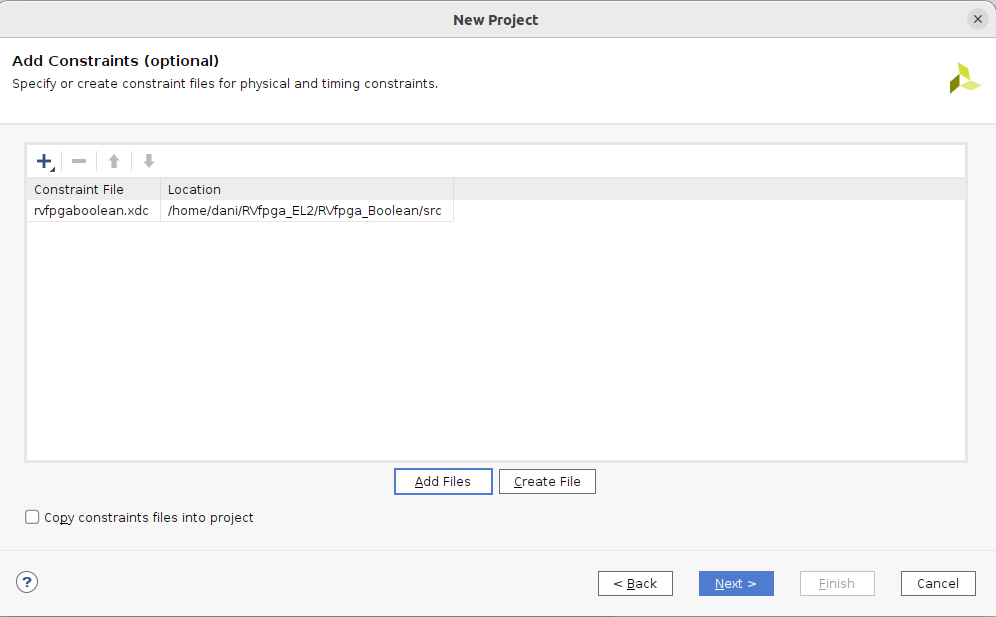 New Project
Add Constraints (optional)
Specify or create constraint files for physical and timing constraints.
Constraint File Location
rvfpgaboolean.xdc /home/dani/RVfpga_EL2/RVfpga_Boolean/src
Add Files Create File
Copy constraints files into project
? < Back Next > Finish Cancel